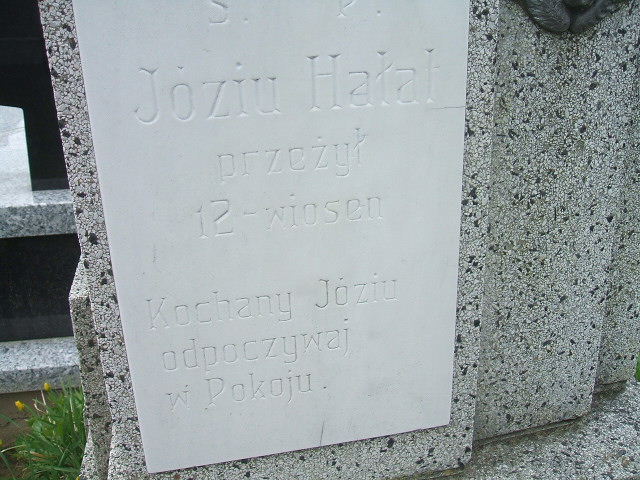 Ś. P.
Józiu Hałat
przeżył
12-wiosen
Kochany Józiu
odpoczywaj
w Pokoju.